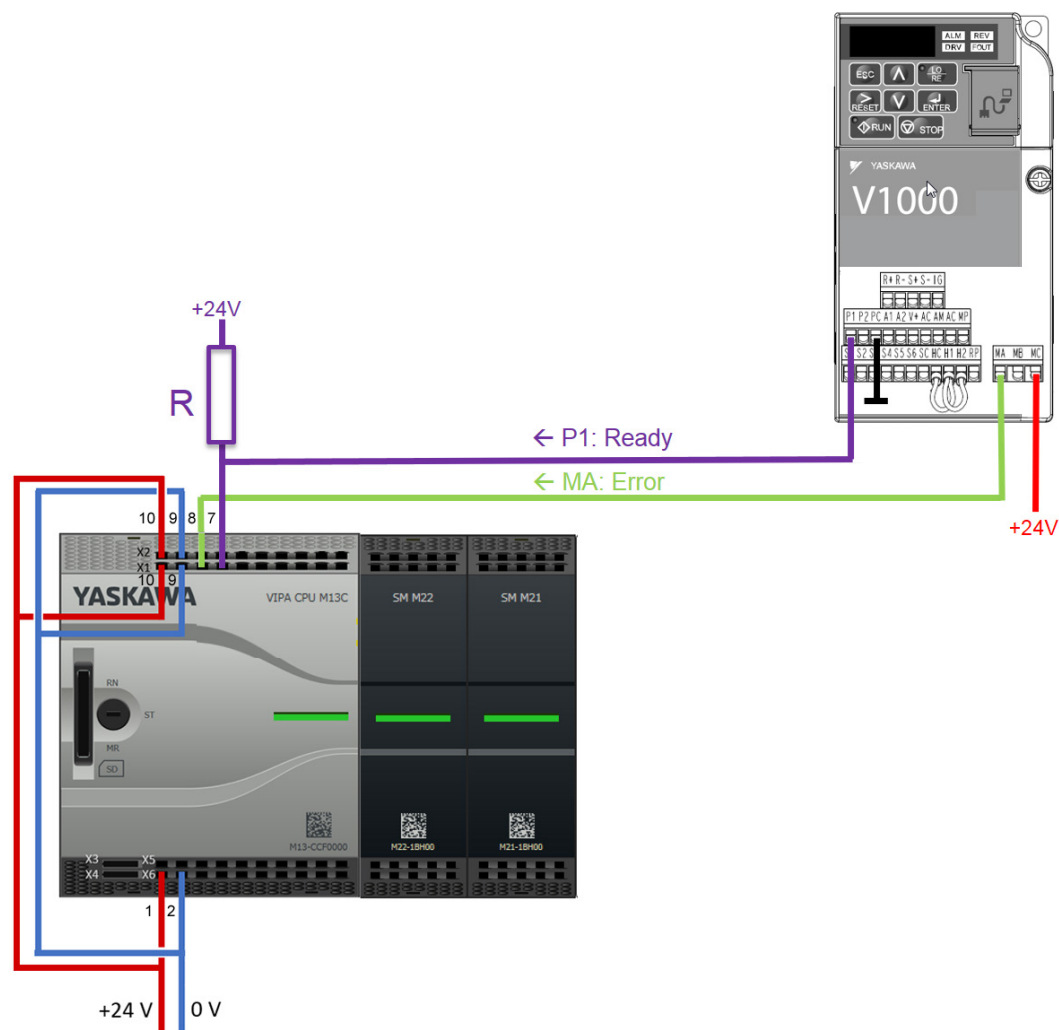 ALM REV
DRV FOUT
ESC LO
RE
RESET ENTER
RUN STOP
YASKAWA
V1000
R+ R- S+ S- IG
P1 P2 PC A1 A2 V+ AC AM AC MP
S2 S4 S5 S6 SC HC H1 H2 RP
MA MB MC
+24V
R
← P1: Ready
← MA: Error
+24V
10 9 8 7
X2
X1
10 9
YASKAWA
VIPA CPU M13C
SM M22
SM M21
RN
ST
MR
SD
M13-CCF0000
M22-1BH00
M21-1BH00
X3 X5
X4 X6
1 2
+24 V 0 V